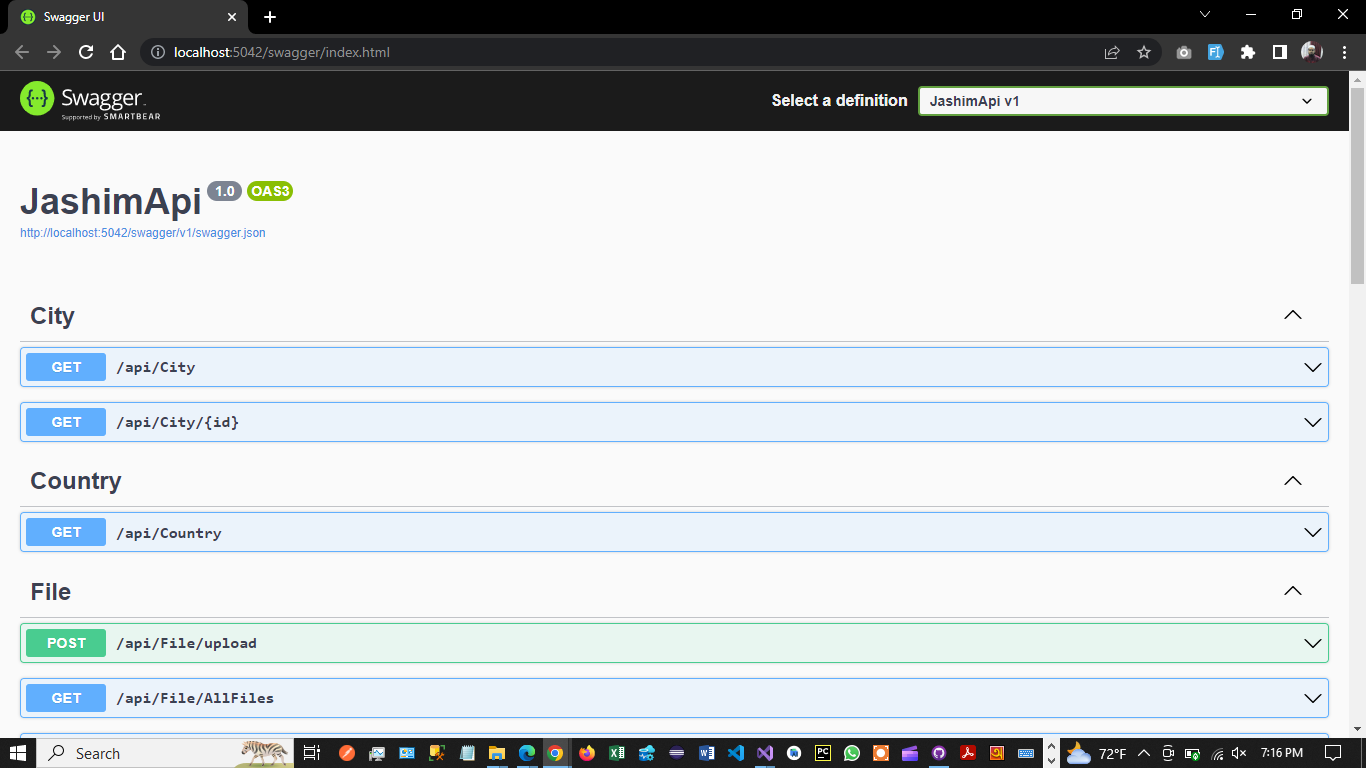 Swagger UI
localhost:5042/swagger/index.html
Swagger
Supported by SMARTBEAR
Select a definition
JashimApi v1
JashimApi 1.0 OAS3
http://localhost:5042/swagger/v1/swagger.json
City
GET /api/City
GET /api/City/{id}
Country
GET /api/Country
File
POST /api/File/upload
GET /api/File/AllFiles
Search
72°F
7:16 PM